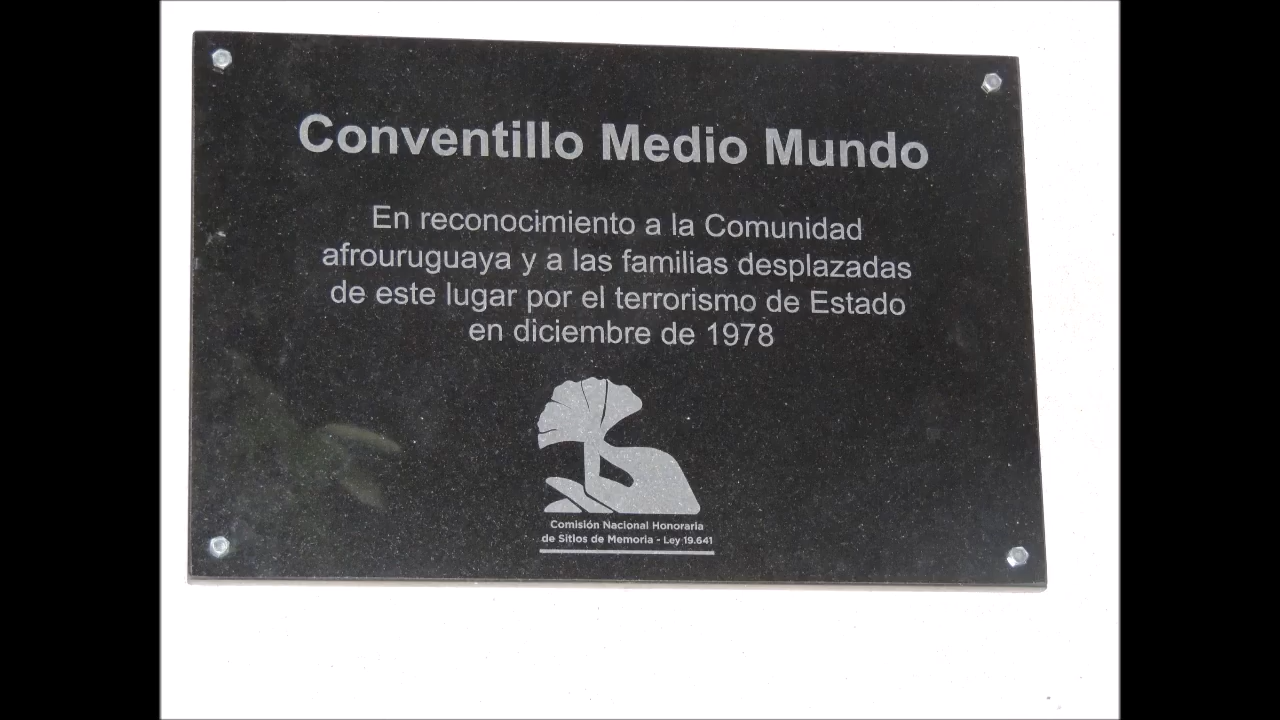 Conventillo Medio Mundo
En reconocimiento a la Comunidad
afrouruguaya y a las familias desplazadas
de este lugar por el terrorismo de Estado
en diciembre de 1978
Comisión Nacional Honoraria
de Sitios de Memoria - Ley 19.641